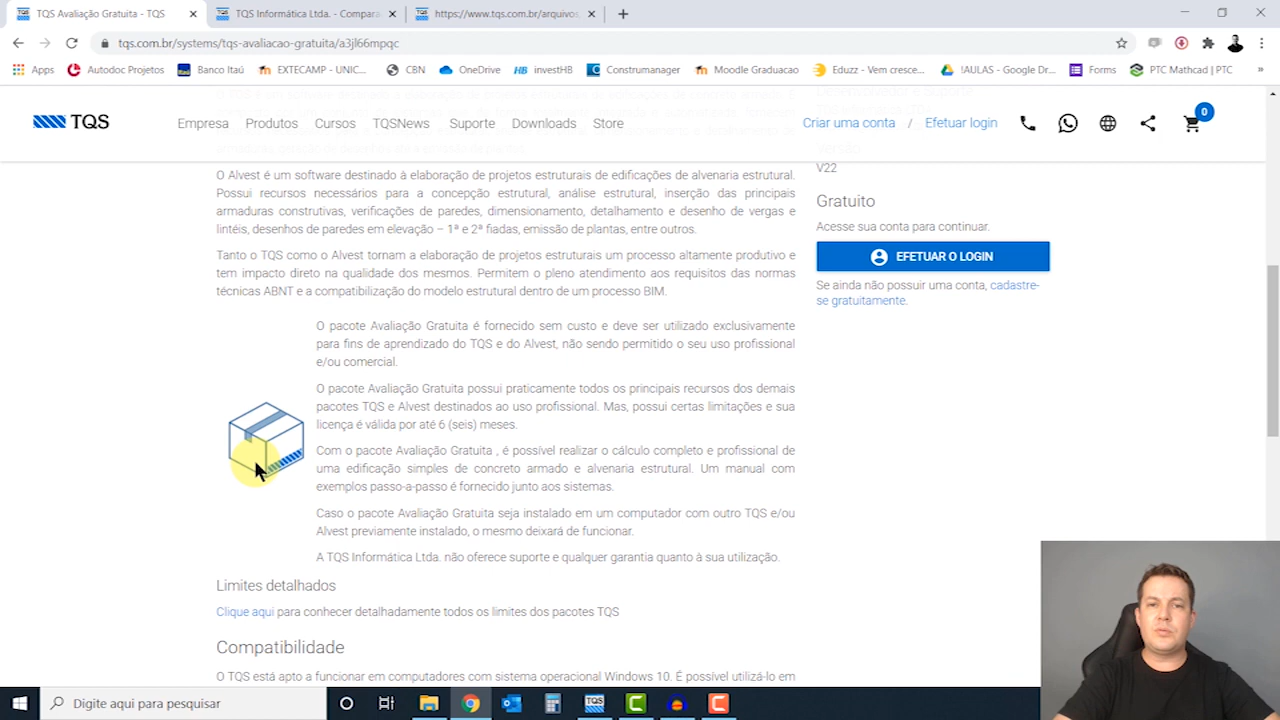 TQS Avaliação Gratuita - TQS
TQS Informática Ltda. - Compara
https://www.tqs.com.br/arquivos
tqs.com.br/systems/tqs-avaliacao-gratuita/a3jl66mpqc
Apps
Autodoc Projetos
Banco Itaú
EXTECAMP - UNIC...
CBN
OneDrive
HB investHB
Construmanager
Moodle Graduacao
Eduzz - Vem cresce...
!AULAS - Google Dr...
Forms
PTC Mathcad | PTC
»
TQS
Empresa
Produtos
Cursos
TQSNews
Suporte
Downloads
Store
Criar uma conta / Efetuar login
0
O Alvest é um software destinado à elaboração de projetos estruturais de edificações de alvenaria estrutural.
Possui recursos necessários para a concepção estrutural, análise estrutural, inserção das principais
armaduras construtivas, verificações de paredes, dimensionamento, detalhamento e desenho de vergas e
lintéis, desenhos de paredes em elevação – 1ª e 2ª fiadas, emissão de plantas, entre outros.
Tanto o TQS como o Alvest tornam a elaboração de projetos estruturais um processo altamente produtivo e
tem impacto direto na qualidade dos mesmos. Permitem o pleno atendimento aos requisitos das normas
técnicas ABNT e a compatibilização do modelo estrutural dentro de um processo BIM.
O pacote Avaliação Gratuita é fornecido sem custo e deve ser utilizado exclusivamente
para fins de aprendizado do TQS e do Alvest, não sendo permitido o seu uso profissional
e/ou comercial.
O pacote Avaliação Gratuita possui praticamente todos os principais recursos dos demais
pacotes TQS e Alvest destinados ao uso profissional. Mas, possui certas limitações e sua
licença é válida por até 6 (seis) meses.
Com o pacote Avaliação Gratuita , é possível realizar o cálculo completo e profissional de
uma edificação simples de concreto armado e alvenaria estrutural. Um manual com
exemplos passo-a-passo é fornecido junto aos sistemas.
Caso o pacote Avaliação Gratuita seja instalado em um computador com outro TQS e/ou
Alvest previamente instalado, o mesmo deixará de funcionar.
A TQS Informática Ltda. não oferece suporte e qualquer garantia quanto à sua utilização.
Limites detalhados
Clique aqui para conhecer detalhadamente todos os limites dos pacotes TQS
Compatibilidade
O TQS está apto a funcionar em computadores com sistema operacional Windows 10. É possível utilizá-lo em
Desenvolvedor e Suporte
Versão
V22
Gratuito
Acesse sua conta para continuar.
EFETUAR O LOGIN
Se ainda não possuir uma conta, cadastre-
se gratuitamente.
Digite aqui para pesquisar
TQS